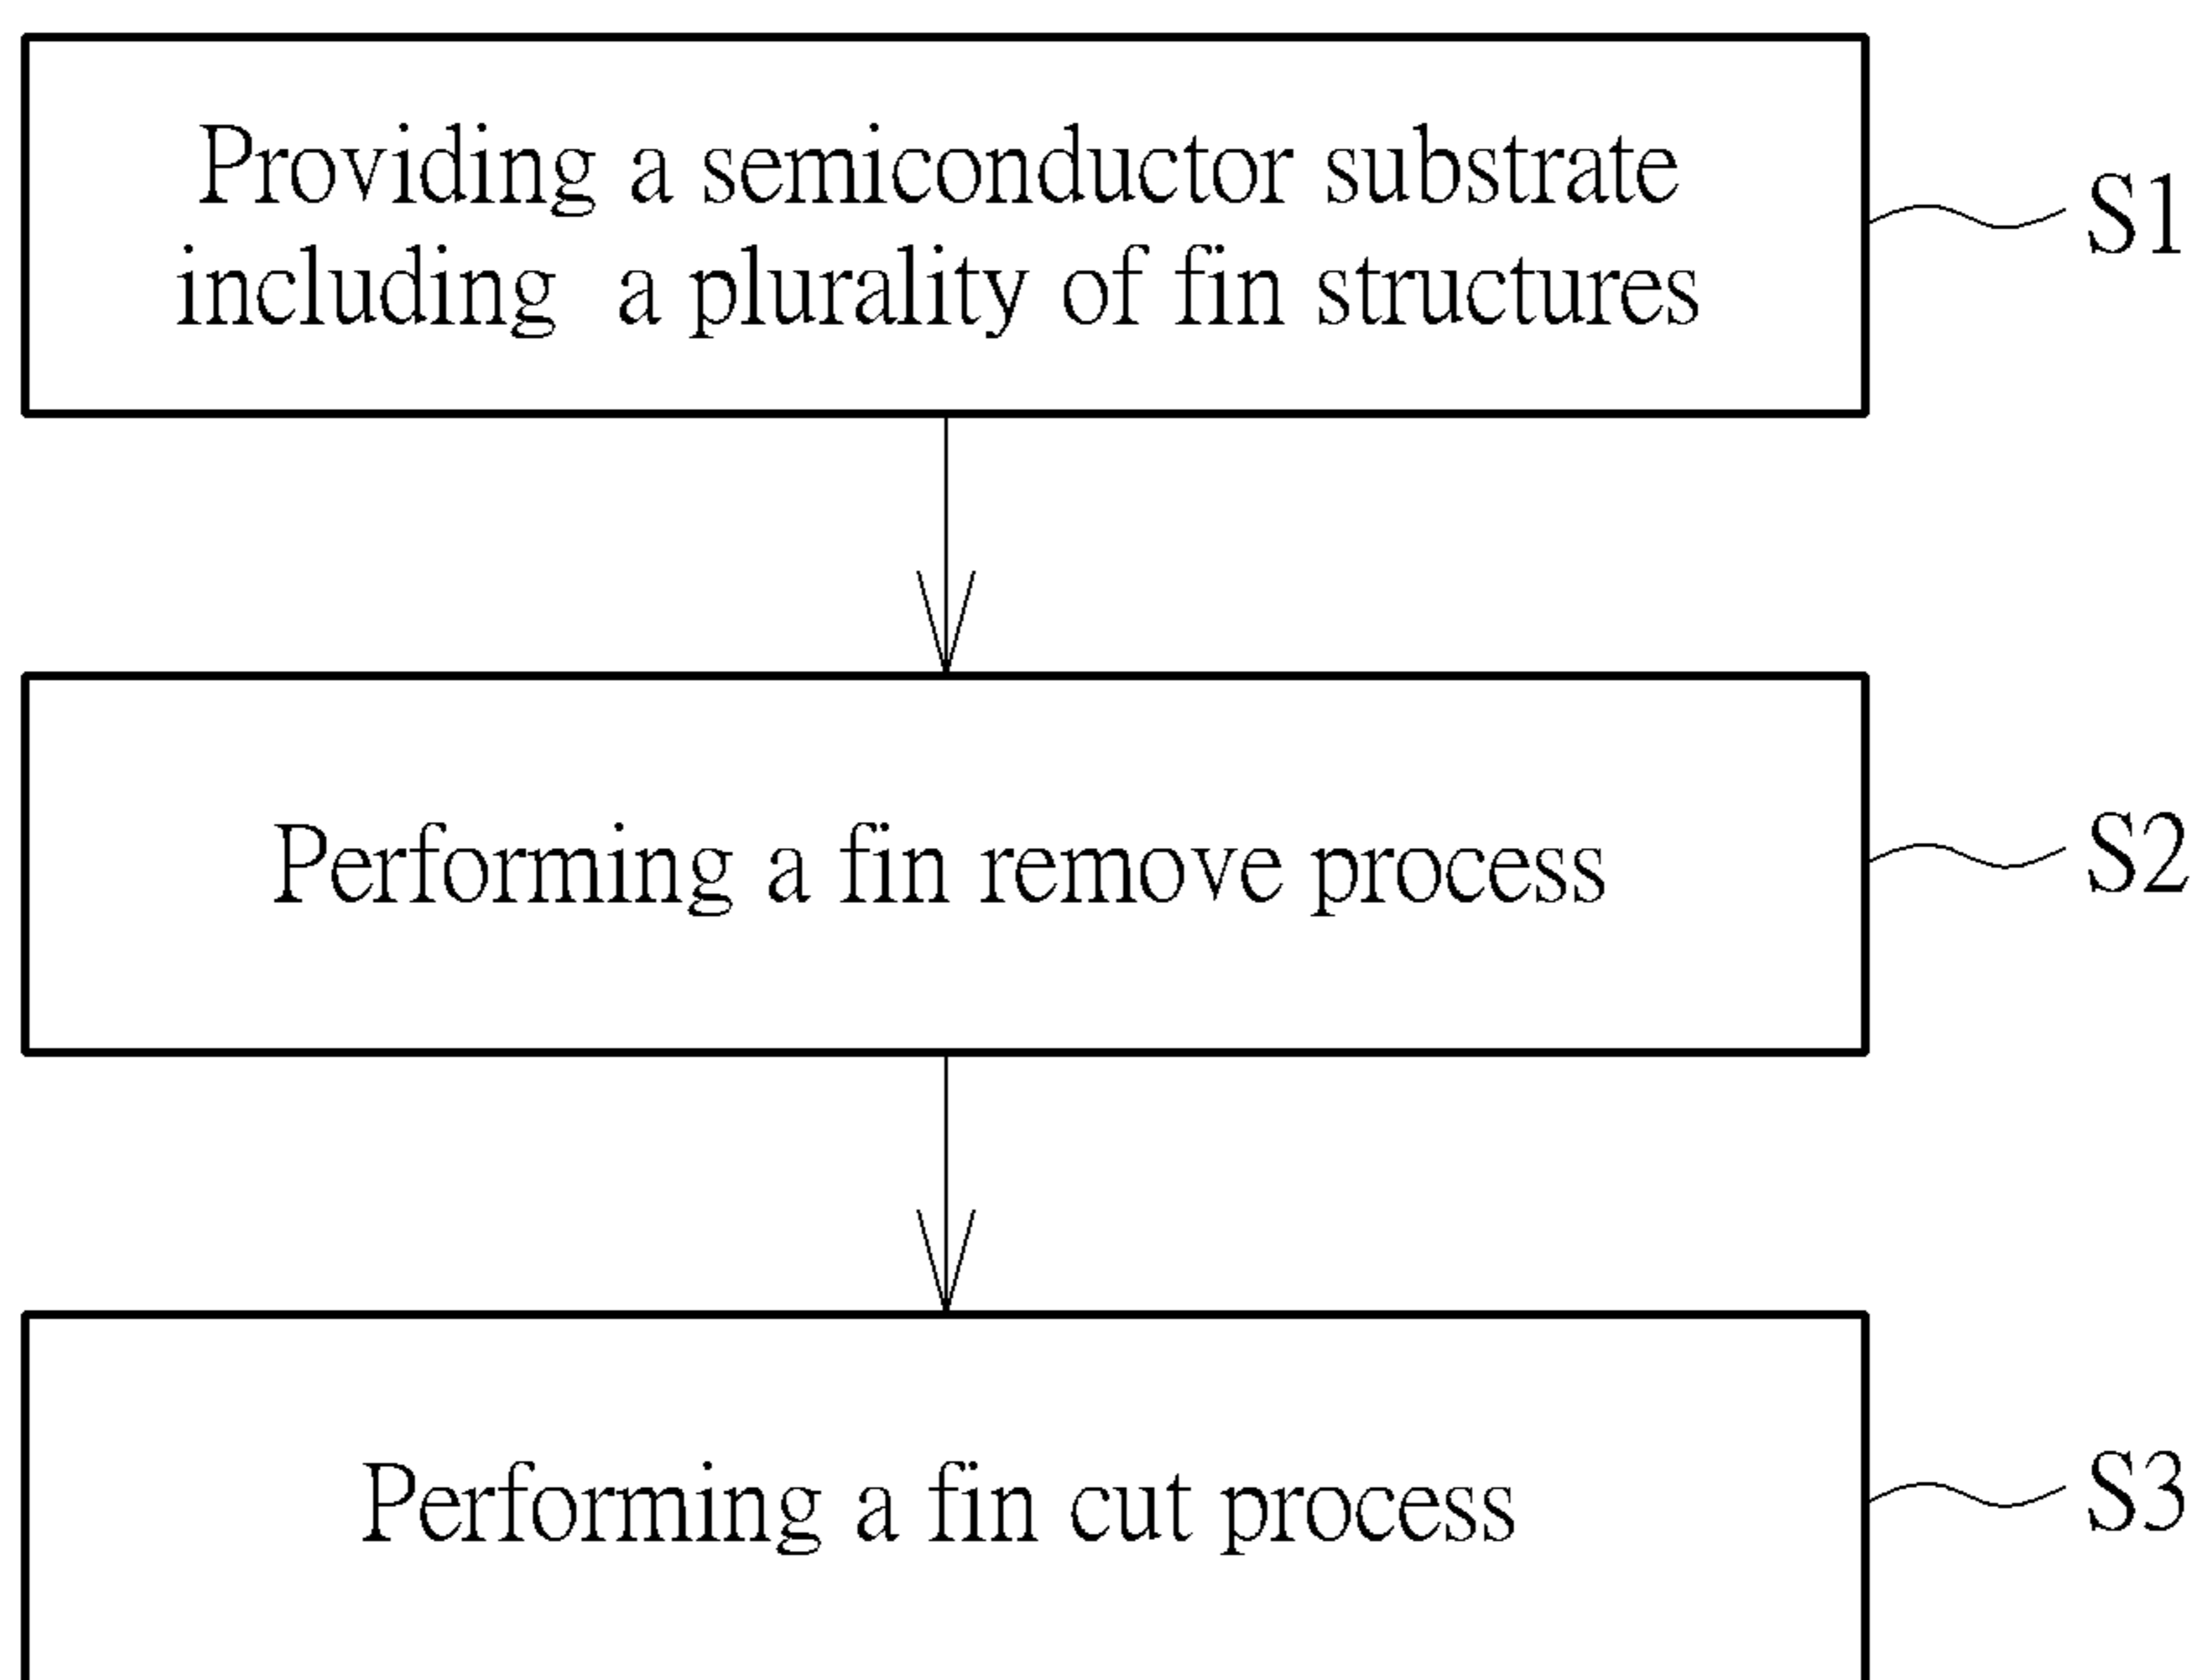 Providing a semiconductor substrate
including a plurality of fin structures
S1
Performing a fin remove process
S2
Performing a fin cut process
S3